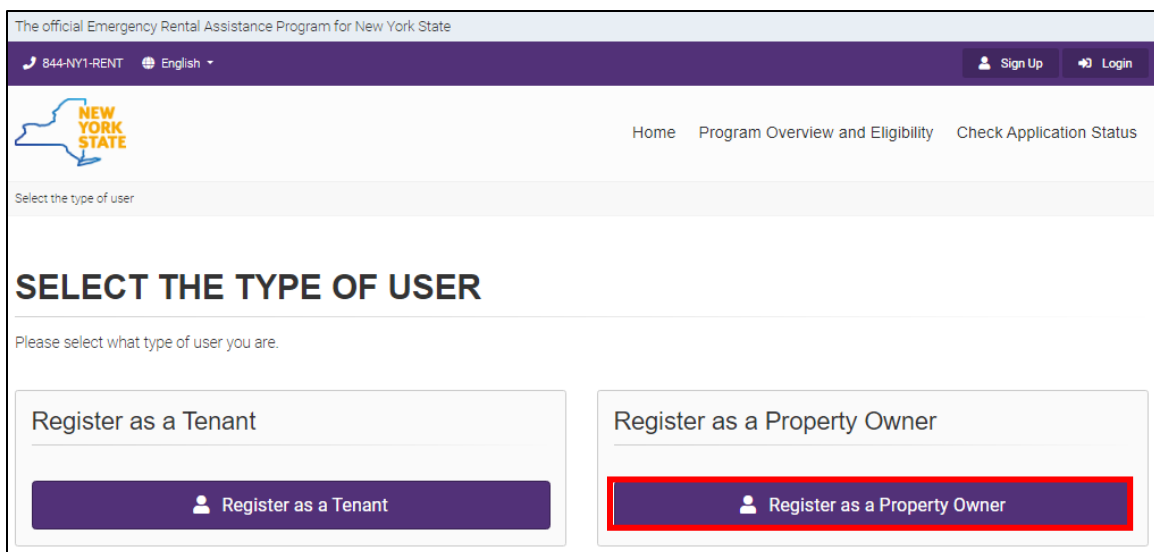 The official Emergency Rental Assistance Program for New York State
844-NY1-RENT English Sign Up Login
NEW
YORK
STATE
Home Program Overview and Eligibility Check Application Status
Select the type of user
SELECT THE TYPE OF USER
Please select what type of user you are.
Register as a Tenant
Register as a Tenant
Register as a Property Owner
Register as a Property Owner